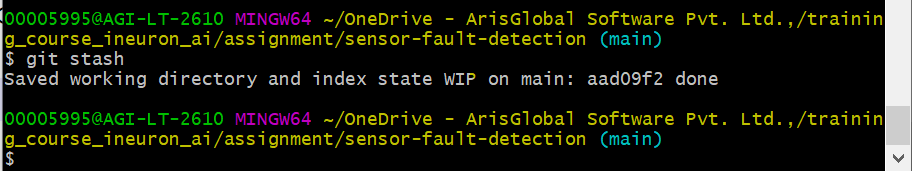 00005995@AGI-LT-2610 MINGW64 ~/OneDrive - ArisGlobal Software Pvt. Ltd.,/trainin
g_course_ineuron_ai/assignment/sensor-fault-detection (main)
$ git stash
Saved working directory and index state WIP on main: aad09f2 done

00005995@AGI-LT-2610 MINGW64 ~/OneDrive - ArisGlobal Software Pvt. Ltd.,/trainin
g_course_ineuron_ai/assignment/sensor-fault-detection (main)
$